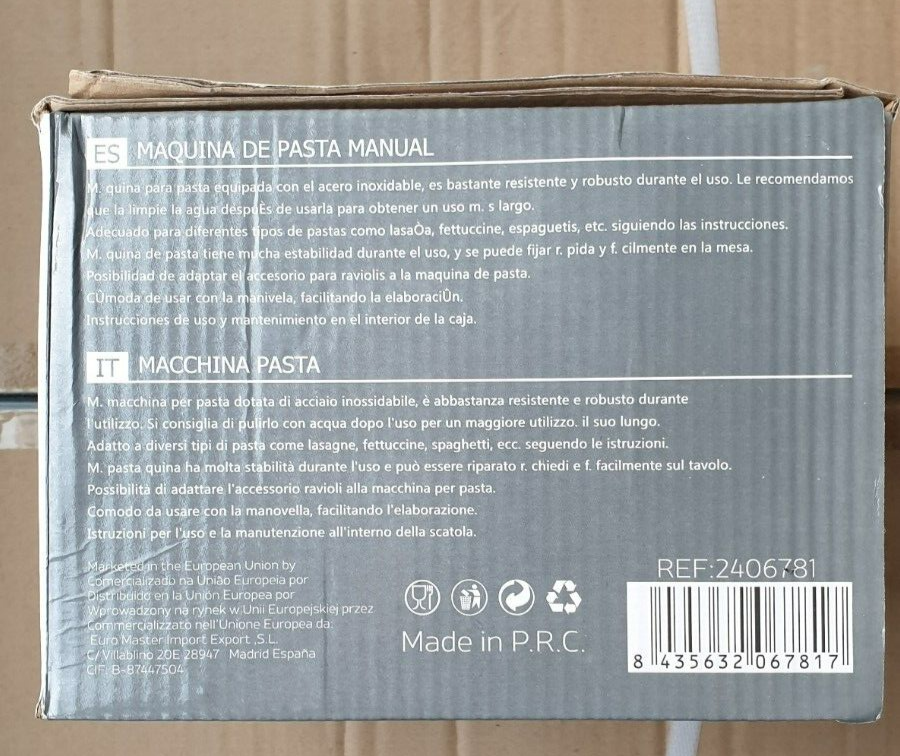 ES MAQUINA DE PASTA MANUAL
M. quina para pasta equipada con el acero inoxidable, es bastante resistente y robusto durante el uso. Le recomendamos
que la limpie la agua despuÈs de usarla para obtener un uso m. s largo.
Adecuado para diferentes tipos de pastas como lasaÒa, fettuccine, espaguetis, etc. siguiendo las instrucciones.
M. quina de pasta tiene mucha estabilidad durante el uso, y se puede fijar r. pida y f. cilmente en la mesa.
Posibilidad de adaptar el accesorio para raviolis a la maquina de pasta.
CÛmoda de usar con la manivela, facilitando la elaboraciÛn.
Instrucciones de uso y mantenimiento en el interior de la caja.
IT MACCHINA PASTA
M. macchina per pasta dotata di acciaio inossidabile, è abbastanza resistente e robusto durante
l'utilizzo. Si consiglia di pulirlo con acqua dopo l'uso per un maggiore utilizzo. il suo lungo.
Adatto a diversi tipi di pasta come lasagne, fettuccine, spaghetti, ecc. seguendo le istruzioni.
M. pasta quina ha molta stabilità durante l'uso e può essere riparato r. chiedi e f. facilmente sul tavolo.
Possibilità di adattare l'accessorio ravioli alla macchina per pasta.
Comodo da usare con la manovella, facilitando l'elaborazione.
Istruzioni per l'uso e la manutenzione all'interno della scatola.
Marketed in the European Union by
Comercializado na União Europeia por
Distribuido en la Unión Europea por
Wprowadzony na rynek w Unii Europejskiej przez
Commercializzato nell'Unione Europea da:
Euro Master Import Export ,S.L.
C/ Villablino 20E 28947 Madrid España
CIF: B-87447504
Made in P.R.C.
REF:2406781
8 435632 067817